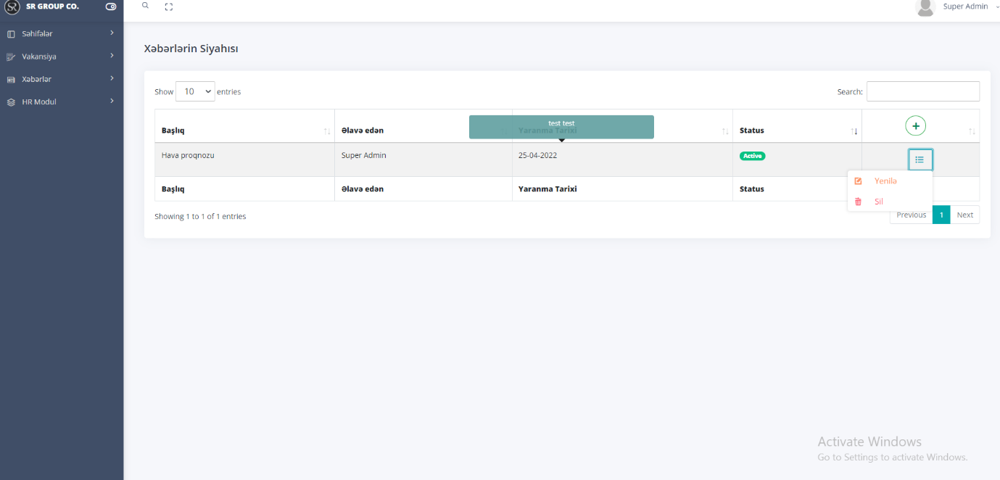 SR SR GROUP CO.
Super Admin
Səhifələr
Vakansiya
Xəbərlər
HR Modul
Xəbərlərin Siyahısı
Show 10 entries
Search:
test test
Başlıq Əlavə edən Yaranma Tarixi Status
Hava proqnozu Super Admin 25-04-2022 Active
Yenilə
Sil
Başlıq Əlavə edən Yaranma Tarixi Status
Showing 1 to 1 of 1 entries
Previous 1 Next
Activate Windows
Go to Settings to activate Windows.